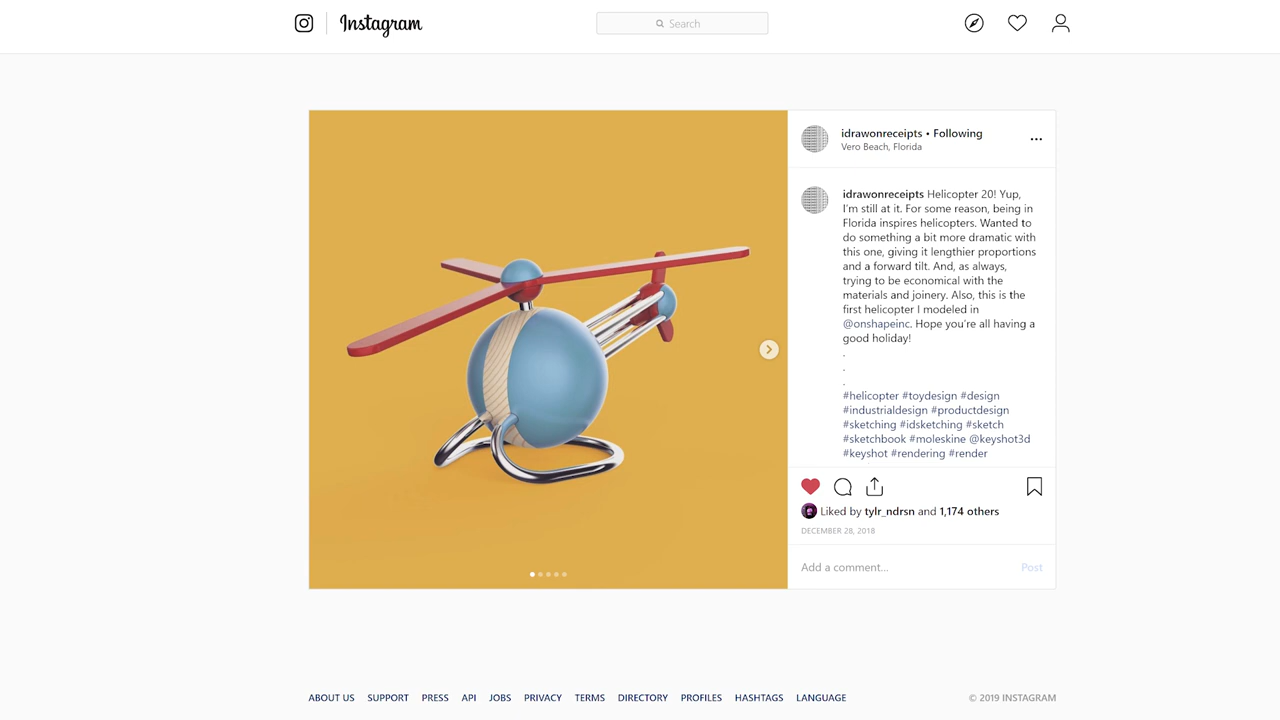 Instagram
Search
idrawonreceipts • Following
Vero Beach, Florida
idrawonreceipts Helicopter 20! Yup,
I'm still at it. For some reason, being in
Florida inspires helicopters. Wanted to
do something a bit more dramatic with
this one, giving it lengthier proportions
and a forward tilt. And, as always,
trying to be economical with the
materials and joinery. Also, this is the
first helicopter I modeled in
@onshapeinc. Hope you're all having a
good holiday!
.
.
.
#helicopter #toydesign #design
#industrialdesign #productdesign
#sketching #idsketching #sketch
#sketchbook #moleskine @keyshot3d
#keyshot #rendering #render
Liked by tylr_ndrsn and 1,174 others
DECEMBER 28, 2018
Add a comment... Post
ABOUT US SUPPORT PRESS API JOBS PRIVACY TERMS DIRECTORY PROFILES HASHTAGS LANGUAGE © 2019 INSTAGRAM